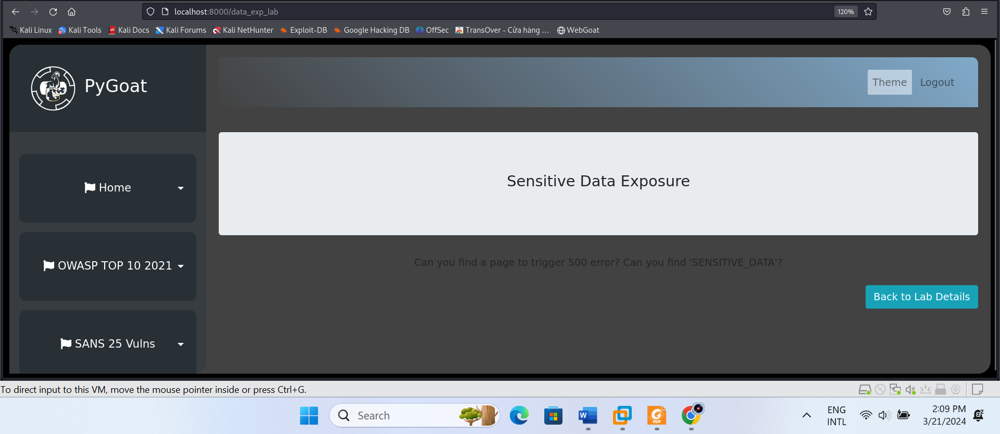 localhost:8000/data_exp_lab
120%
Kali Linux Kali Tools Kali Docs Kali Forums Kali NetHunter Exploit-DB Google Hacking DB OffSec TransOver - Cửa hàng ... WebGoat
PyGoat
Theme Logout
Sensitive Data Exposure
Home
OWASP TOP 10 2021
Can you find a page to trigger 500 error? Can you find 'SENSITIVE_DATA'?
Back to Lab Details
SANS 25 Vulns
To direct input to this VM, move the mouse pointer inside or press Ctrl+G.
Search
ENG
INTL
2:09 PM
3/21/2024